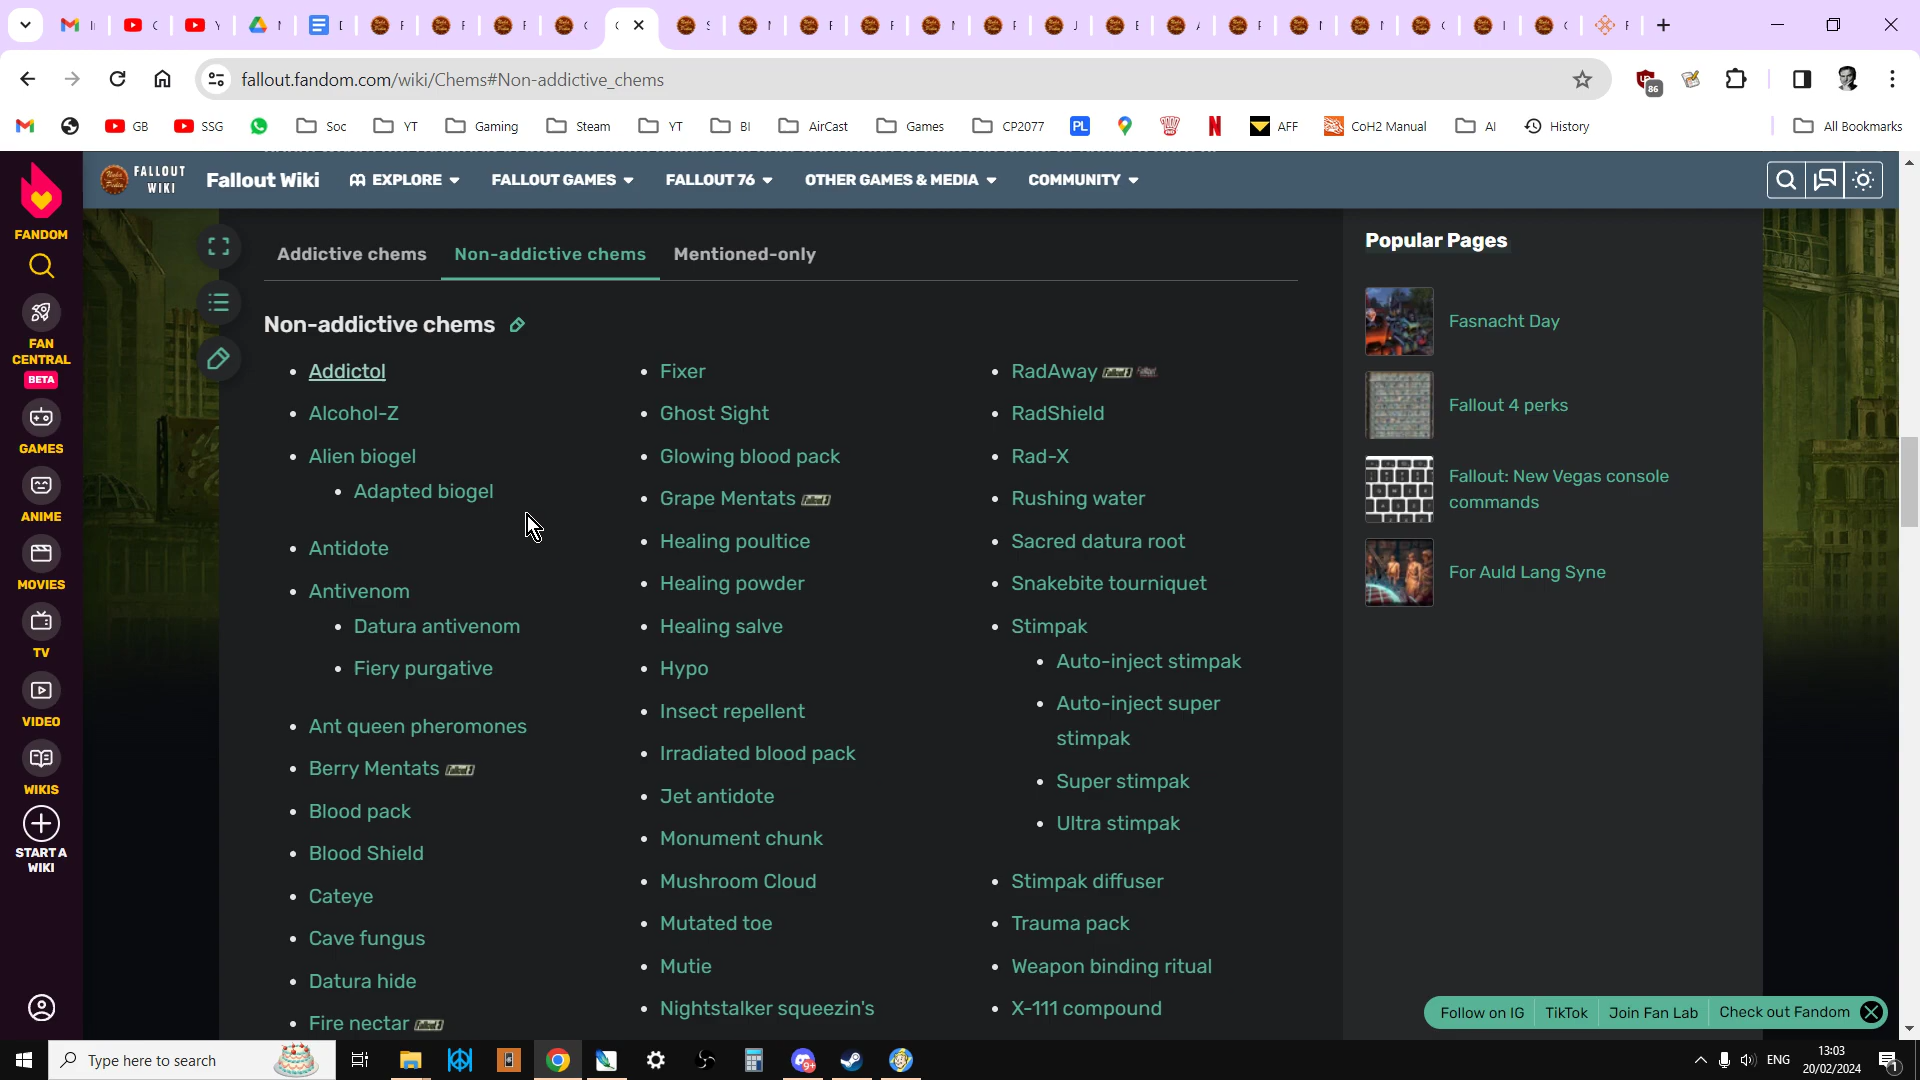 fallout.fandom.com/wiki/Chems#Non-addictive_chems
86
GB
SSG
Soc
YT
Gaming
Steam
YT
BI
AirCast
Games
CP2077
PL
AFF
CoH2 Manual
AI
History
All Bookmarks
FALLOUT
WIKI
Fallout Wiki
EXPLORE
FALLOUT GAMES
FALLOUT 76
OTHER GAMES & MEDIA
COMMUNITY
FANDOM
FAN
CENTRAL
BETA
GAMES
ANIME
MOVIES
TV
VIDEO
WIKIS
START A
WIKI
Addictive chems
Non-addictive chems
Mentioned-only
Non-addictive chems
Addictol
Alcohol-Z
Alien biogel
Adapted biogel
Antidote
Antivenom
Datura antivenom
Fiery purgative
Ant queen pheromones
Berry Mentats
Blood pack
Blood Shield
Cateye
Cave fungus
Datura hide
Fire nectar
Fixer
Ghost Sight
Glowing blood pack
Grape Mentats
Healing poultice
Healing powder
Healing salve
Hypo
Insect repellent
Irradiated blood pack
Jet antidote
Monument chunk
Mushroom Cloud
Mutated toe
Mutie
Nightstalker squeezin's
RadAway
RadShield
Rad-X
Rushing water
Sacred datura root
Snakebite tourniquet
Stimpak
Auto-inject stimpak
Auto-inject super
stimpak
Super stimpak
Ultra stimpak
Stimpak diffuser
Trauma pack
Weapon binding ritual
X-111 compound
Popular Pages
Fasnacht Day
Fallout 4 perks
Fallout: New Vegas console
commands
For Auld Lang Syne
Follow on IG
TikTok
Join Fan Lab
Check out Fandom
Type here to search
9+
ENG
13:03
20/02/2024
1